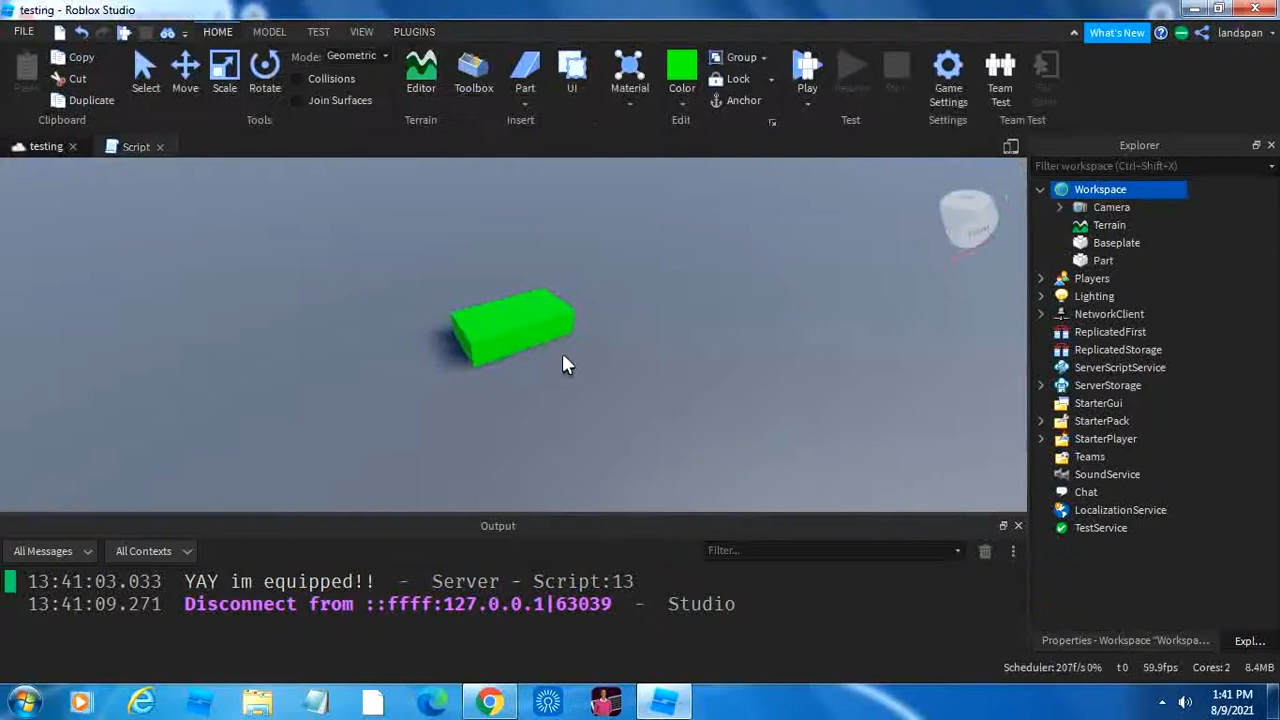 testing - Roblox Studio
FILE HOME MODEL TEST VIEW PLUGINS What's New landspan
Copy Cut Duplicate
Clipboard
Select Move Scale Rotate
Mode: Geometric
Collisions
Join Surfaces
Tools
Editor
Terrain
Toolbox Part UI
Insert
Material Color
Group Lock Anchor
Edit
Play
Test
Game Settings
Settings
Team Test
Team Test
testing Script
Explorer
Filter workspace (Ctrl+Shift+X)
Workspace
Camera
Terrain
Baseplate
Part
Players
Lighting
NetworkClient
ReplicatedFirst
ReplicatedStorage
ServerScriptService
ServerStorage
StarterGui
StarterPack
StarterPlayer
Teams
SoundService
Chat
LocalizationService
TestService
Output
All Messages All Contexts Filter...
13:41:03.033 YAY im equipped!! - Server - Script:13
13:41:09.271 Disconnect from ::ffff:127.0.0.1|63039 - Studio
Properties - Workspace "Workspa... Expl...
Scheduler: 207f/s 0% t 0 59.9fps Cores: 2 8.4MB
1:41 PM
8/9/2021